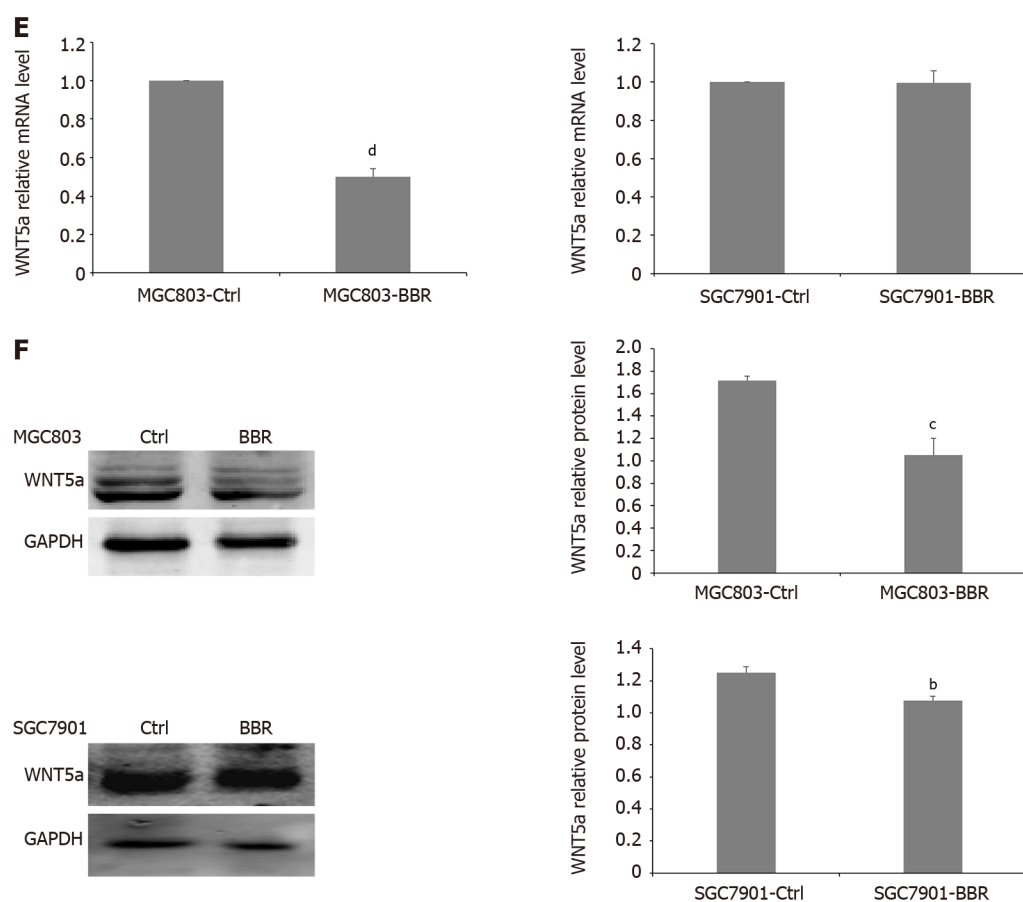 E
WNT5a relative mRNA level
1.2
1.0
0.8
0.6
0.4
0.2
0
d
MGC803-Ctrl MGC803-BBR
WNT5a relative mRNA level
1.2
1.0
0.8
0.6
0.4
0.2
0
SGC7901-Ctrl SGC7901-BBR
F
MGC803 Ctrl BBR
WNT5a
GAPDH
WNT5a relative protein level
2.0
1.8
1.6
1.4
1.2
1.0
0.8
0.6
0.4
0.2
0
c
MGC803-Ctrl MGC803-BBR
SGC7901 Ctrl BBR
WNT5a
GAPDH
WNT5a relative protein level
1.4
1.2
1.0
0.8
0.6
0.4
0.2
0
b
SGC7901-Ctrl SGC7901-BBR